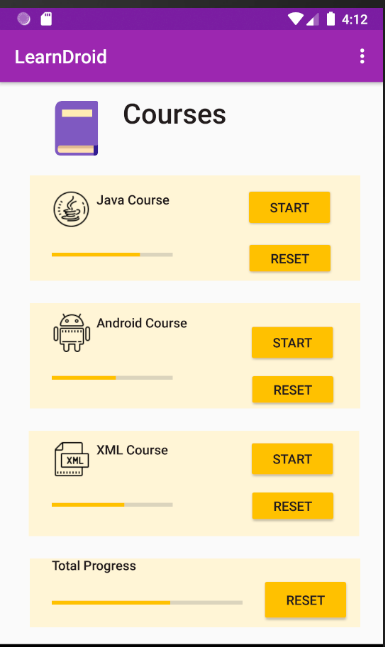 4:12
LearnDroid
Courses
Java Course
START
RESET
Android Course
START
RESET
XML
XML Course
START
RESET
Total Progress
RESET